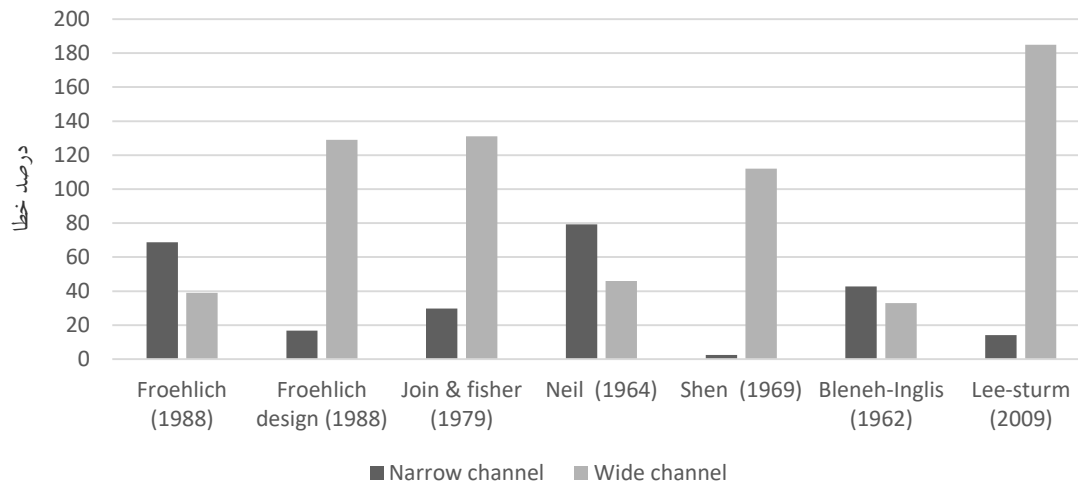 200
180
160
140
120
100
80
60
40
20
0
درصد خطا
Froehlich (1988)
Froehlich design (1988)
Join & fisher (1979)
Neil (1964)
Shen (1969)
Bleneh-Inglis (1962)
Lee-sturm (2009)
Narrow channel
Wide channel